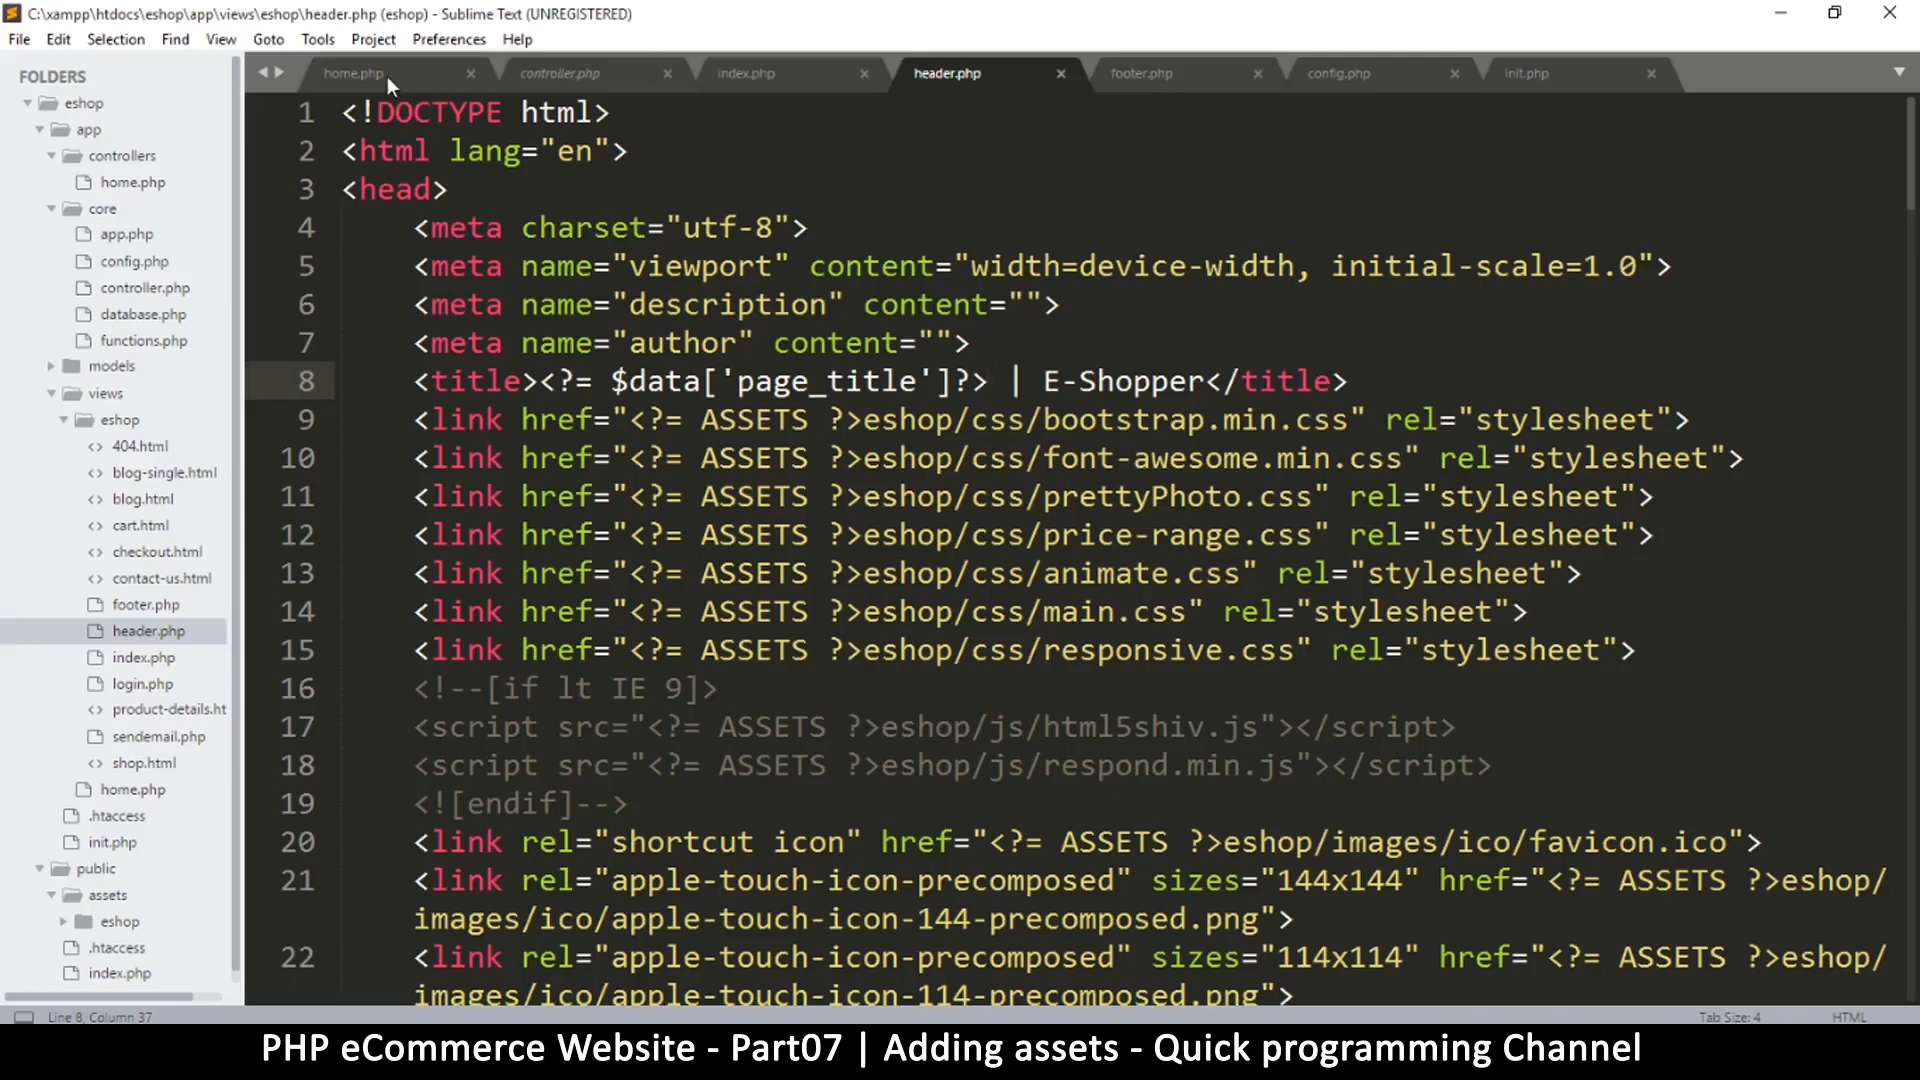 C:\xampp\htdocs\eshop\app\views\eshop\header.php (eshop) - Sublime Text (UNREGISTERED)
File Edit Selection Find View Goto Tools Project Preferences Help
FOLDERS
eshop
app
controllers
home.php
core
app.php
config.php
controller.php
database.php
functions.php
models
views
eshop
404.html
blog-single.html
blog.html
cart.html
checkout.html
contact-us.html
footer.php
header.php
index.php
login.php
product-details.ht
sendemail.php
shop.html
home.php
.htaccess
init.php
public
assets
eshop
.htaccess
index.php
home.php controller.php index.php header.php footer.php config.php init.php
1 <!DOCTYPE html>
2 <html lang="en">
3 <head>
4 <meta charset="utf-8">
5 <meta name="viewport" content="width=device-width, initial-scale=1.0">
6 <meta name="description" content="">
7 <meta name="author" content="">
8 <title><?= $data['page_title']?> | E-Shopper</title>
9 <link href="<?= ASSETS ?>eshop/css/bootstrap.min.css" rel="stylesheet">
10 <link href="<?= ASSETS ?>eshop/css/font-awesome.min.css" rel="stylesheet">
11 <link href="<?= ASSETS ?>eshop/css/prettyPhoto.css" rel="stylesheet">
12 <link href="<?= ASSETS ?>eshop/css/price-range.css" rel="stylesheet">
13 <link href="<?= ASSETS ?>eshop/css/animate.css" rel="stylesheet">
14 <link href="<?= ASSETS ?>eshop/css/main.css" rel="stylesheet">
15 <link href="<?= ASSETS ?>eshop/css/responsive.css" rel="stylesheet">
16 <!--[if lt IE 9]>
17 <script src="<?= ASSETS ?>eshop/js/html5shiv.js"></script>
18 <script src="<?= ASSETS ?>eshop/js/respond.min.js"></script>
19 <![endif]-->
20 <link rel="shortcut icon" href="<?= ASSETS ?>eshop/images/ico/favicon.ico">
21 <link rel="apple-touch-icon-precomposed" sizes="144x144" href="<?= ASSETS ?>eshop/
images/ico/apple-touch-icon-144-precomposed.png">
22 <link rel="apple-touch-icon-precomposed" sizes="114x114" href="<?= ASSETS ?>eshop/
images/ico/apple-touch-icon-114-precomposed.png">
Line 8, Column 37 Tab Size: 4 HTML
PHP eCommerce Website - Part07 | Adding assets - Quick programming Channel